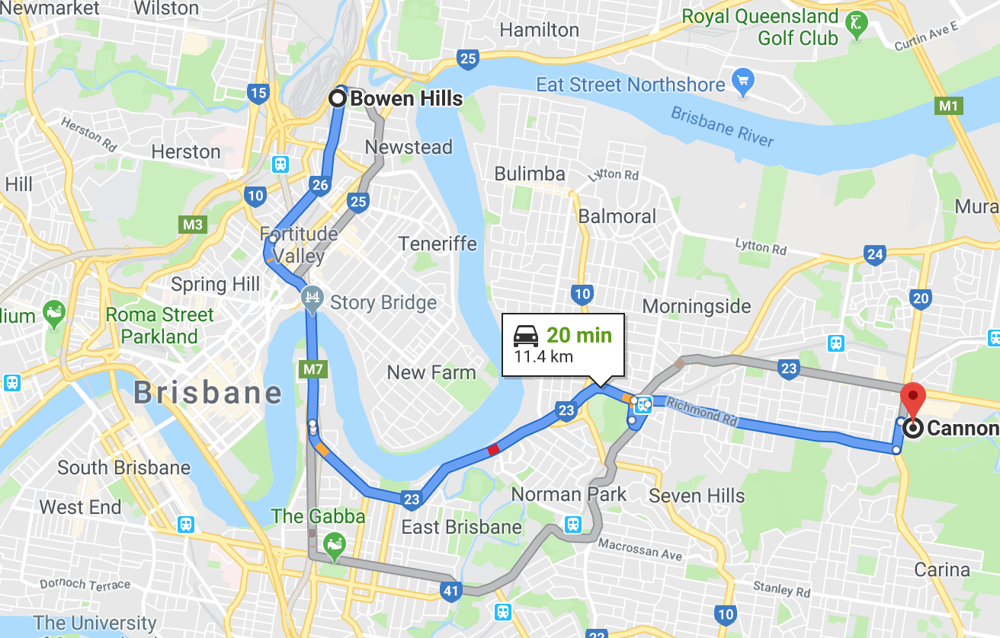 Newmarket
Wilston
Hamilton
Royal Queensland
Golf Club
Curtin Ave E
25
Eat Street Northshore
15
Bowen Hills
M1
Brisbane River
Herston Rd
Herston
Newstead
Hill
Bulimba
Lytton Rd
26
10
25
Balmoral
Mura
M3
Fortitude
Valley
Teneriffe
Lytton Rd
24
Spring Hill
10
20
Story Bridge
Morningside
lium
Roma Street
Parkland
20 min
11.4 km
M7
New Farm
23
Brisbane
23
Richmond Rd
Cannon
South Brisbane
West End
23
Norman Park
Seven Hills
The Gabba
East Brisbane
Macrossan Ave
Carina
Dornoch Terrace
41
Stanley Rd
10
The University
22